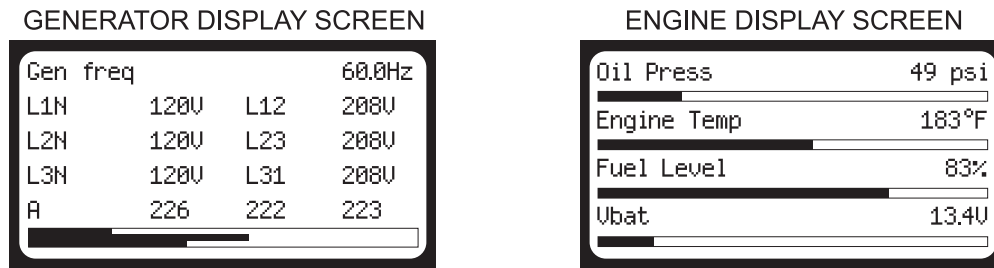 GENERATOR DISPLAY SCREEN
Gen freq 60.0Hz
L1N 120V L12 208V
L2N 120V L23 208V
L3N 120V L31 208V
A 226 222 223
ENGINE DISPLAY SCREEN
Oil Press 49 psi
Engine Temp 183°F
Fuel Level 83%
Vbat 13.4V